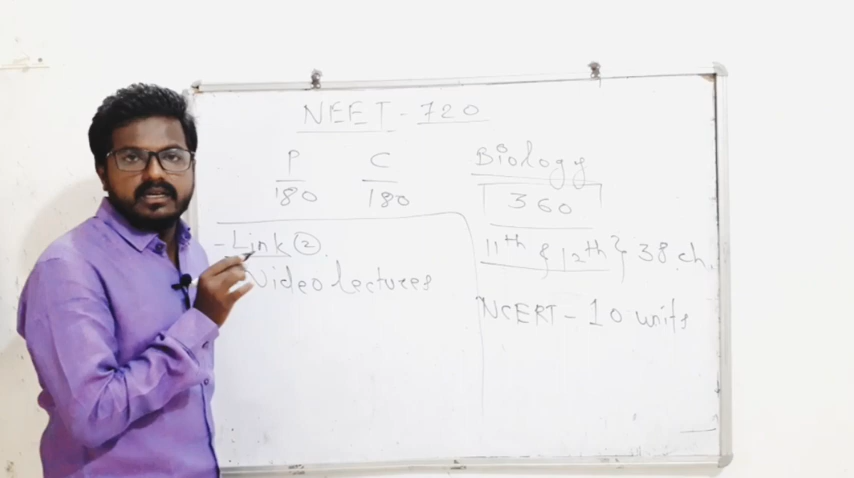 NEET - 720
P
180
C
180
Biology
360
11th & 12th } 38 ch.
NCERT - 10 units
- Link ②.
Video lectures